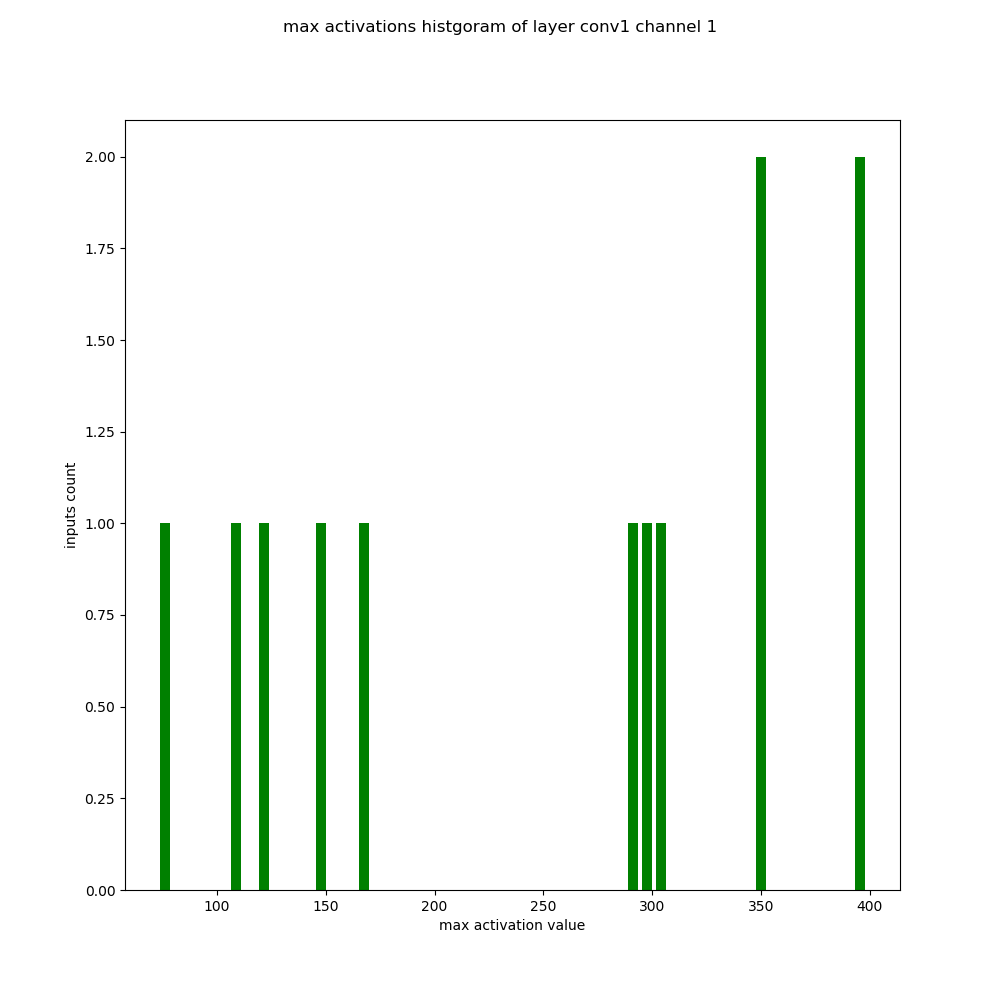 max activations histgoram of layer conv1 channel 1
2.00
1.75
1.50
1.25
1.00
0.75
0.50
0.25
0.00
inputs count
100 150 200 250 300 350 400
max activation value